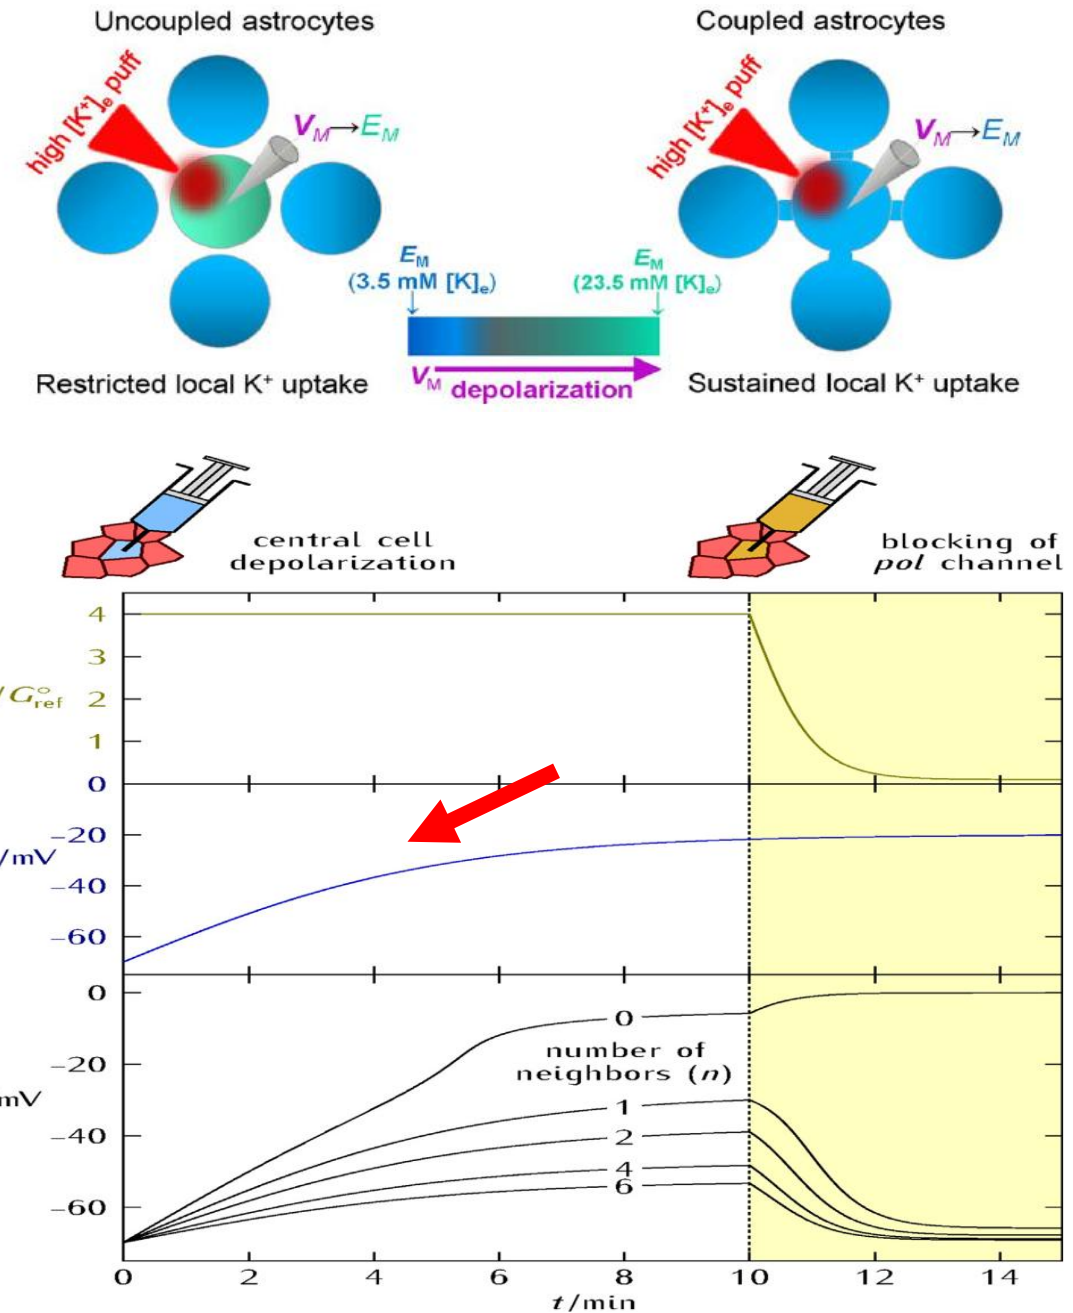 Uncoupled astrocytes
Coupled astrocytes
high [K⁺]ₑ puff
V_M→E_M
high [K⁺]ₑ puff
V_M→E_M
E_M
(3.5 mM [K]ₑ)
E_M
(23.5 mM [K]ₑ)
Restricted local K⁺ uptake
V_M depolarization
Sustained local K⁺ uptake
central cell
depolarization
blocking of
pol channel
4
3
/G°ref 2
1
0
−20
/mV
−40
−60
0
0
number of
neighbors (n)
−20
mV
1
−40
2
4
6
−60
0 2 4 6 8 10 12 14
t/min